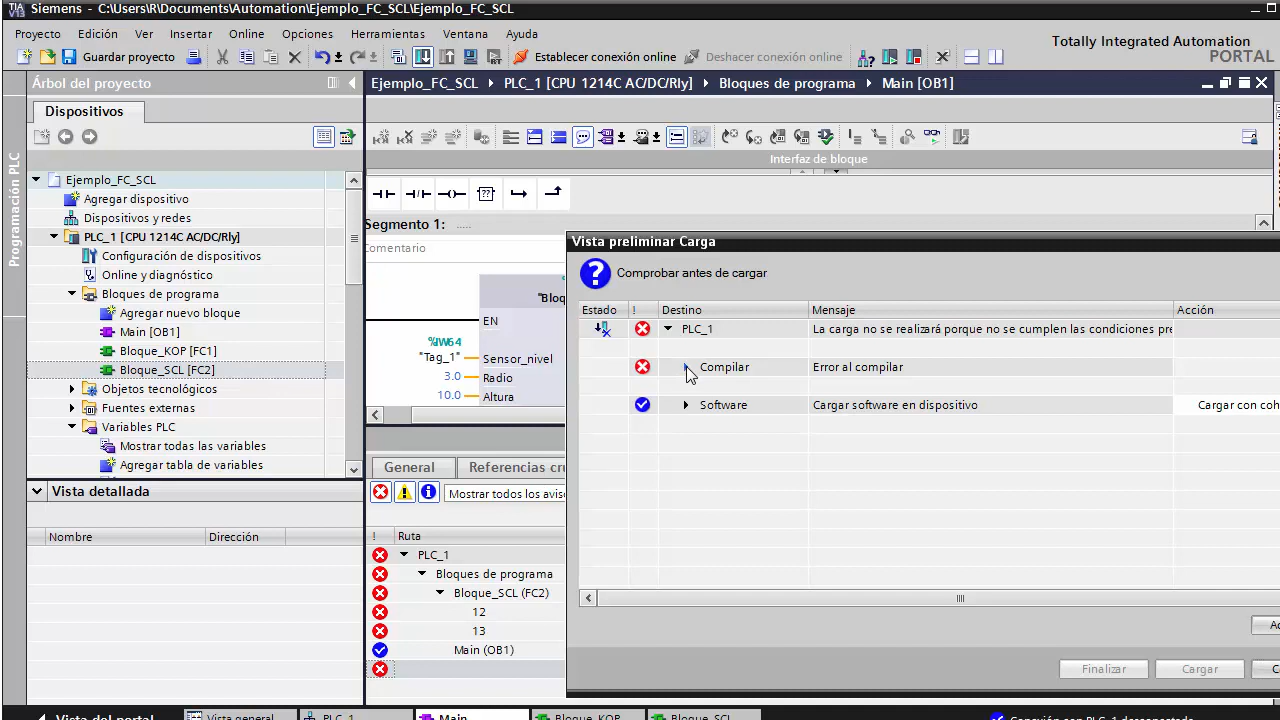 Siemens - C:\Users\R\Documents\Automation\Ejemplo_FC_SCL\Ejemplo_FC_SCL
Proyecto Edición Ver Insertar Online Opciones Herramientas Ventana Ayuda
Totally Integrated Automation
PORTAL
Guardar proyecto
Establecer conexión online
Deshacer conexión online
Árbol del proyecto
Ejemplo_FC_SCL PLC_1 [CPU 1214C AC/DC/Rly] Bloques de programa Main [OB1]
Dispositivos
Programación PLC
Ejemplo_FC_SCL
Agregar dispositivo
Dispositivos y redes
PLC_1 [CPU 1214C AC/DC/Rly]
Configuración de dispositivos
Online y diagnóstico
Bloques de programa
Agregar nuevo bloque
Main [OB1]
Bloque_KOP [FC1]
Bloque_SCL [FC2]
Objetos tecnológicos
Fuentes externas
Variables PLC
Mostrar todas las variables
Agregar tabla de variables
Vista detallada
Nombre Dirección
Interfaz de bloque
??
Segmento 1: .....
Comentario
"Bloq
EN
%IW64
"Tag_1" Sensor_nivel
3.0 Radio
10.0 Altura
General Referencias cru
Mostrar todos los aviso
! Ruta
PLC_1
Bloques de programa
Bloque_SCL (FC2)
12
13
Main (OB1)
Vista preliminar Carga
? Comprobar antes de cargar
Estado ! Destino Mensaje Acción
PLC_1 La carga no se realizará porque no se cumplen las condiciones pre
Compilar Error al compilar
Software Cargar software en dispositivo Cargar con coh
Finalizar Cargar
Vista del portal Vista general PLC_1 Main Bloque_KOP Bloque_SCL Conexión con PLC_1 desconectada